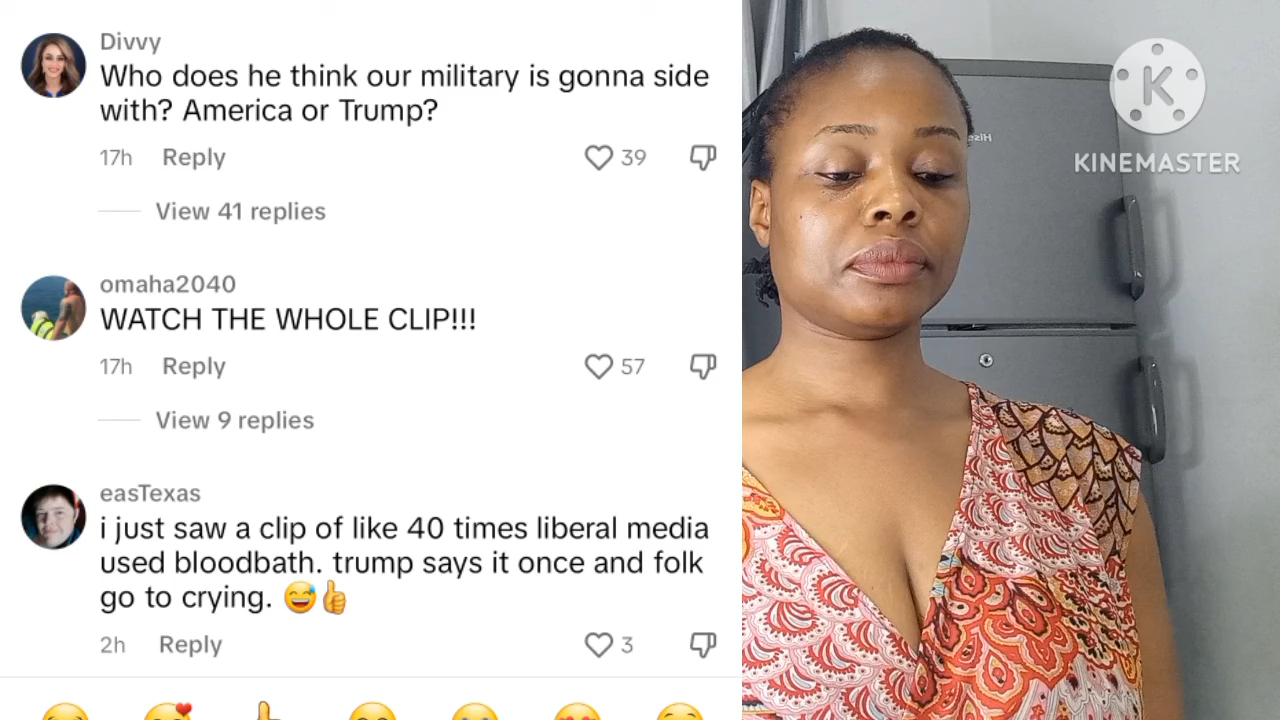 Divvy
Who does he think our military is gonna side
with? America or Trump?
17h Reply 39
View 41 replies
omaha2040
WATCH THE WHOLE CLIP!!!
17h Reply 57
View 9 replies
easTexas
i just saw a clip of like 40 times liberal media
used bloodbath. trump says it once and folk
go to crying. 😅👍
2h Reply 3
K
KINEMASTER